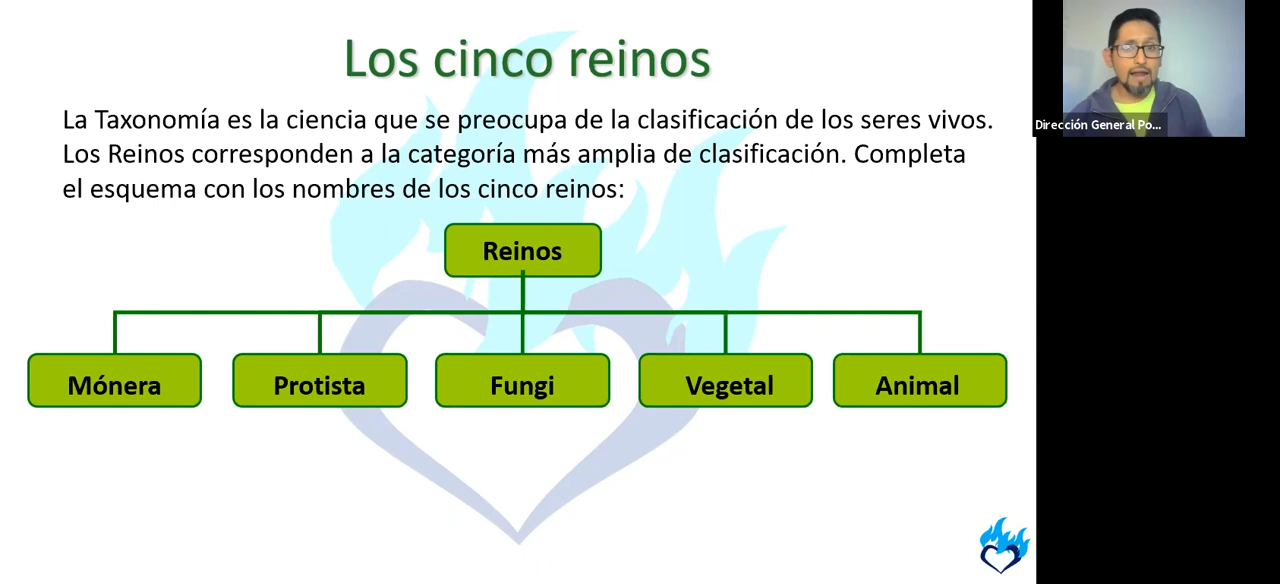 Los cinco reinos
La Taxonomía es la ciencia que se preocupa de la clasificación de los seres vivos.
Los Reinos corresponden a la categoría más amplia de clasificación. Completa
el esquema con los nombres de los cinco reinos:
Reinos
Mónera
Protista
Fungi
Vegetal
Animal
Dirección General Po...